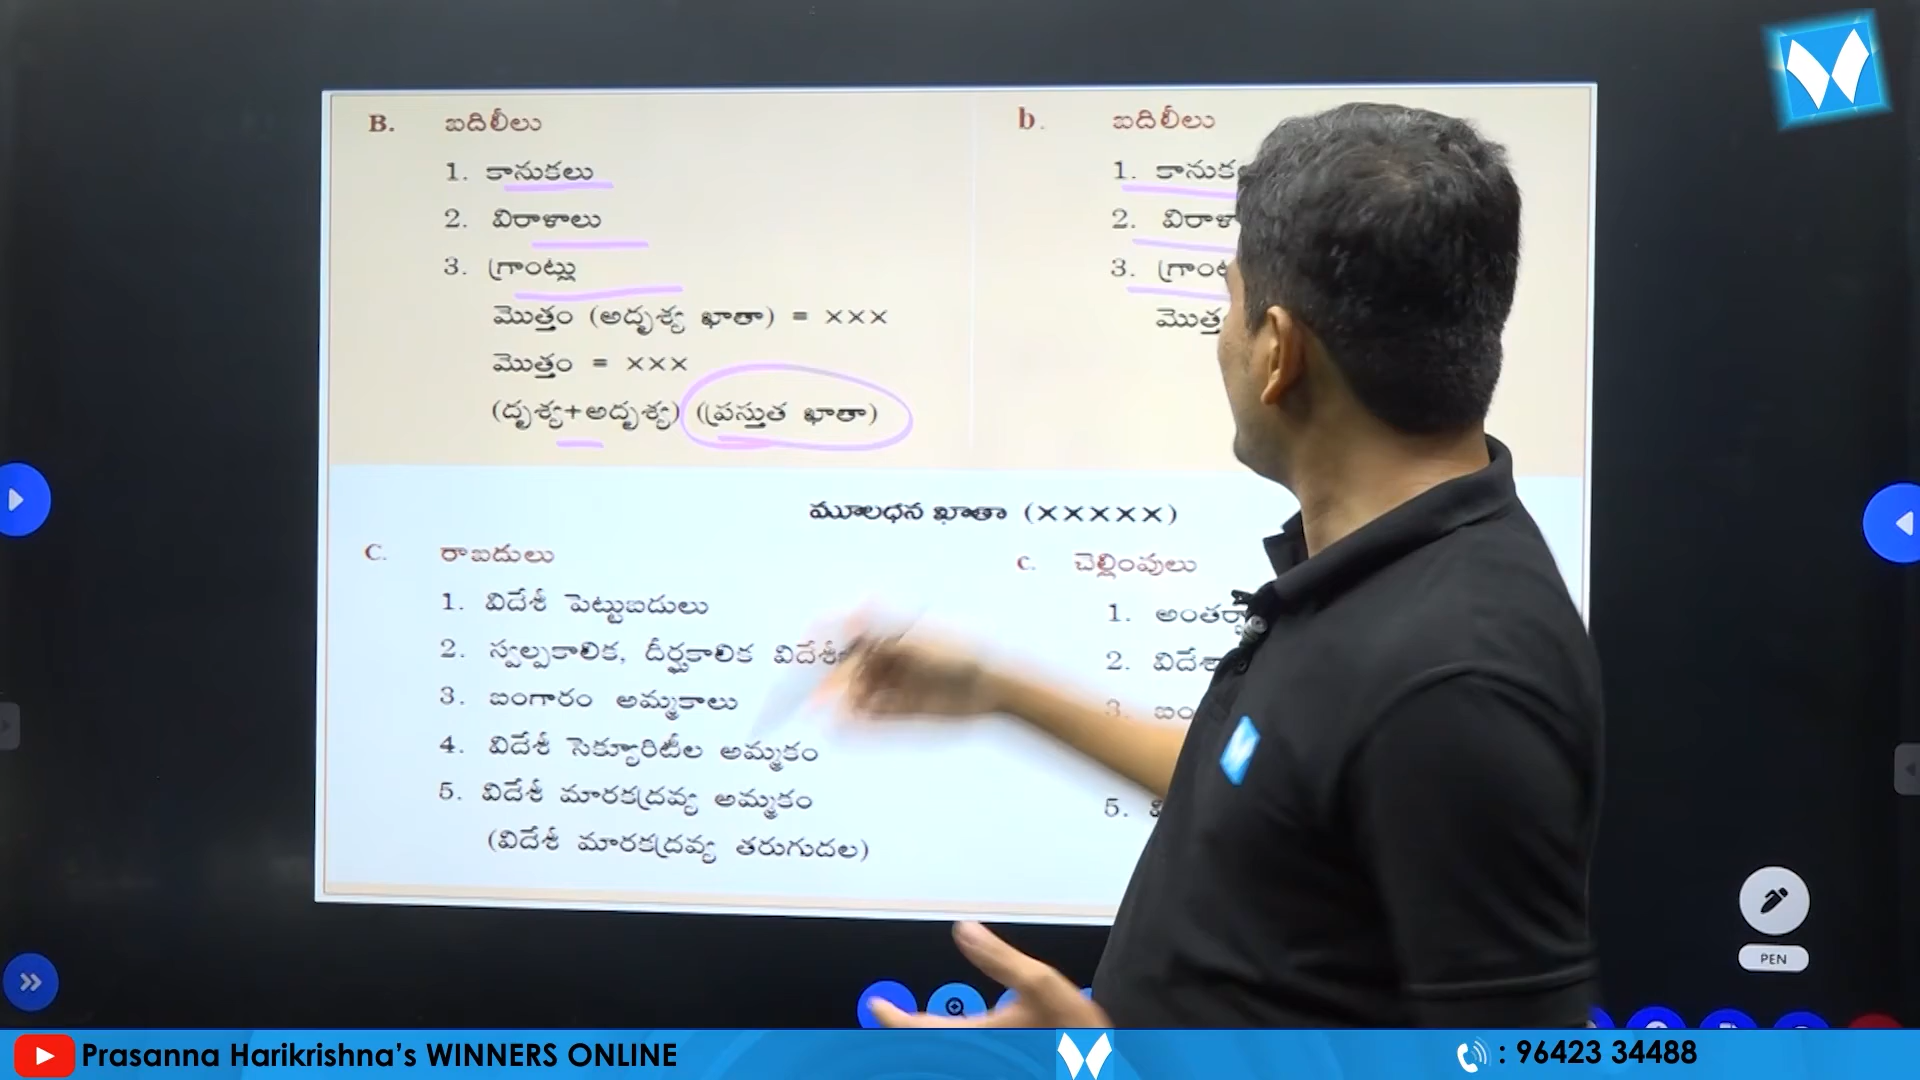 B. బదిలీలు
1. కానుకలు
2. విరాళాలు
3. గ్రాంట్లు
మొత్తం (అదృశ్య ఖాతా) = ×××
మొత్తం = ×××
(దృశ్య+అదృశ్య) (ప్రస్తుత ఖాతా)
b. బదిలీలు
1.
2.
3.
మూలధన ఖాతా (×××××)
C. రాబడులు
1. విదేశీ పెట్టుబడులు
2. స్వల్పకాలిక, దీర్ఘకాలిక
3. బంగారం అమ్మకాలు
4. విదేశీ సెక్యూరిటీల అమ్మకం
5. విదేశీ మారకద్రవ్య అమ్మకం
(విదేశీ మారకద్రవ్య తరుగుదల)
c. చెల్లింపులు
1.
2.
3.
5.
PEN
Prasanna Harikrishna's WINNERS ONLINE
: 96423 34488